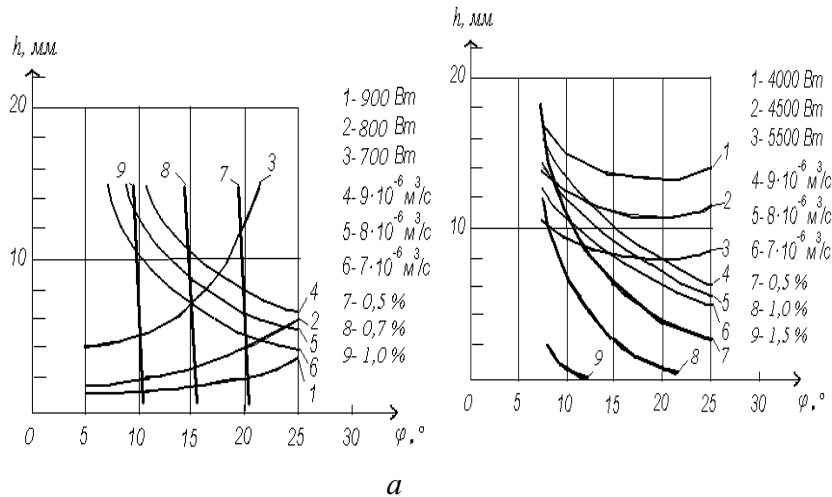 h, мм
20
10
0 5 10 15 20 25 30 φ,°
9 8 7 3
4
2
5
6
1
1-900 Вт
2-800 Вт
3-700 Вт
4-9·10⁻⁶ м³/с
5-8·10⁻⁶ м³/с
6-7·10⁻⁶ м³/с
7-0,5 %
8-0,7 %
9-1,0 %
h, мм
20
10
0 5 10 15 20 25 φ,°
1
2
3
4
5
6
7
8
9
1-4000 Вт
2-4500 Вт
3-5500 Вт
4-9·10⁻⁶ м³/с
5-8·10⁻⁶ м³/с
6-7·10⁻⁶ м³/с
7-0,5 %
8-1,0 %
9-1,5 %
а